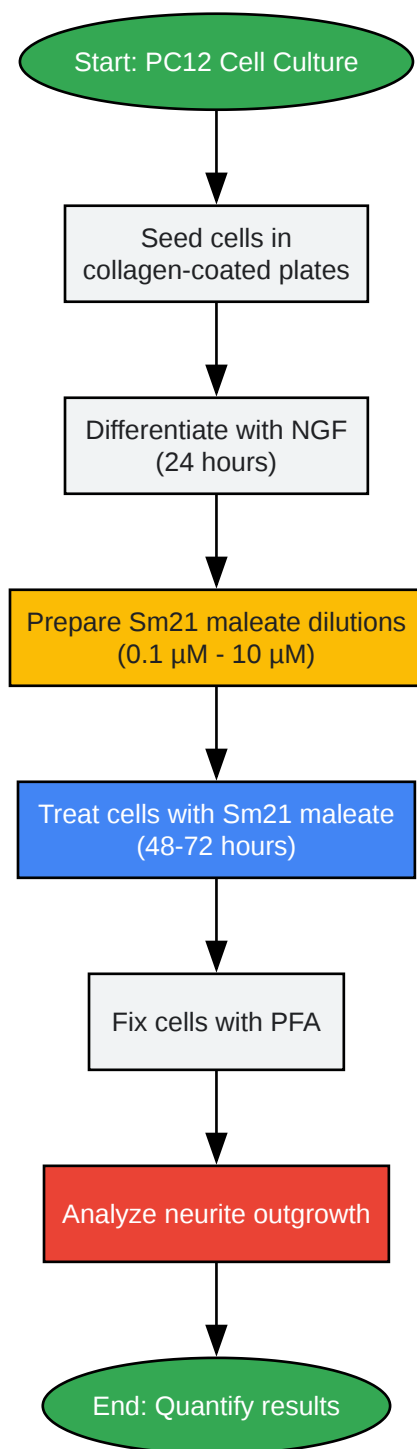 Start: PC12 Cell Culture
Seed cells in
collagen-coated plates
Differentiate with NGF
(24 hours)
Prepare Sm21 maleate dilutions
(0.1 µM - 10 µM)
Treat cells with Sm21 maleate
(48-72 hours)
Fix cells with PFA
Analyze neurite outgrowth
End: Quantify results